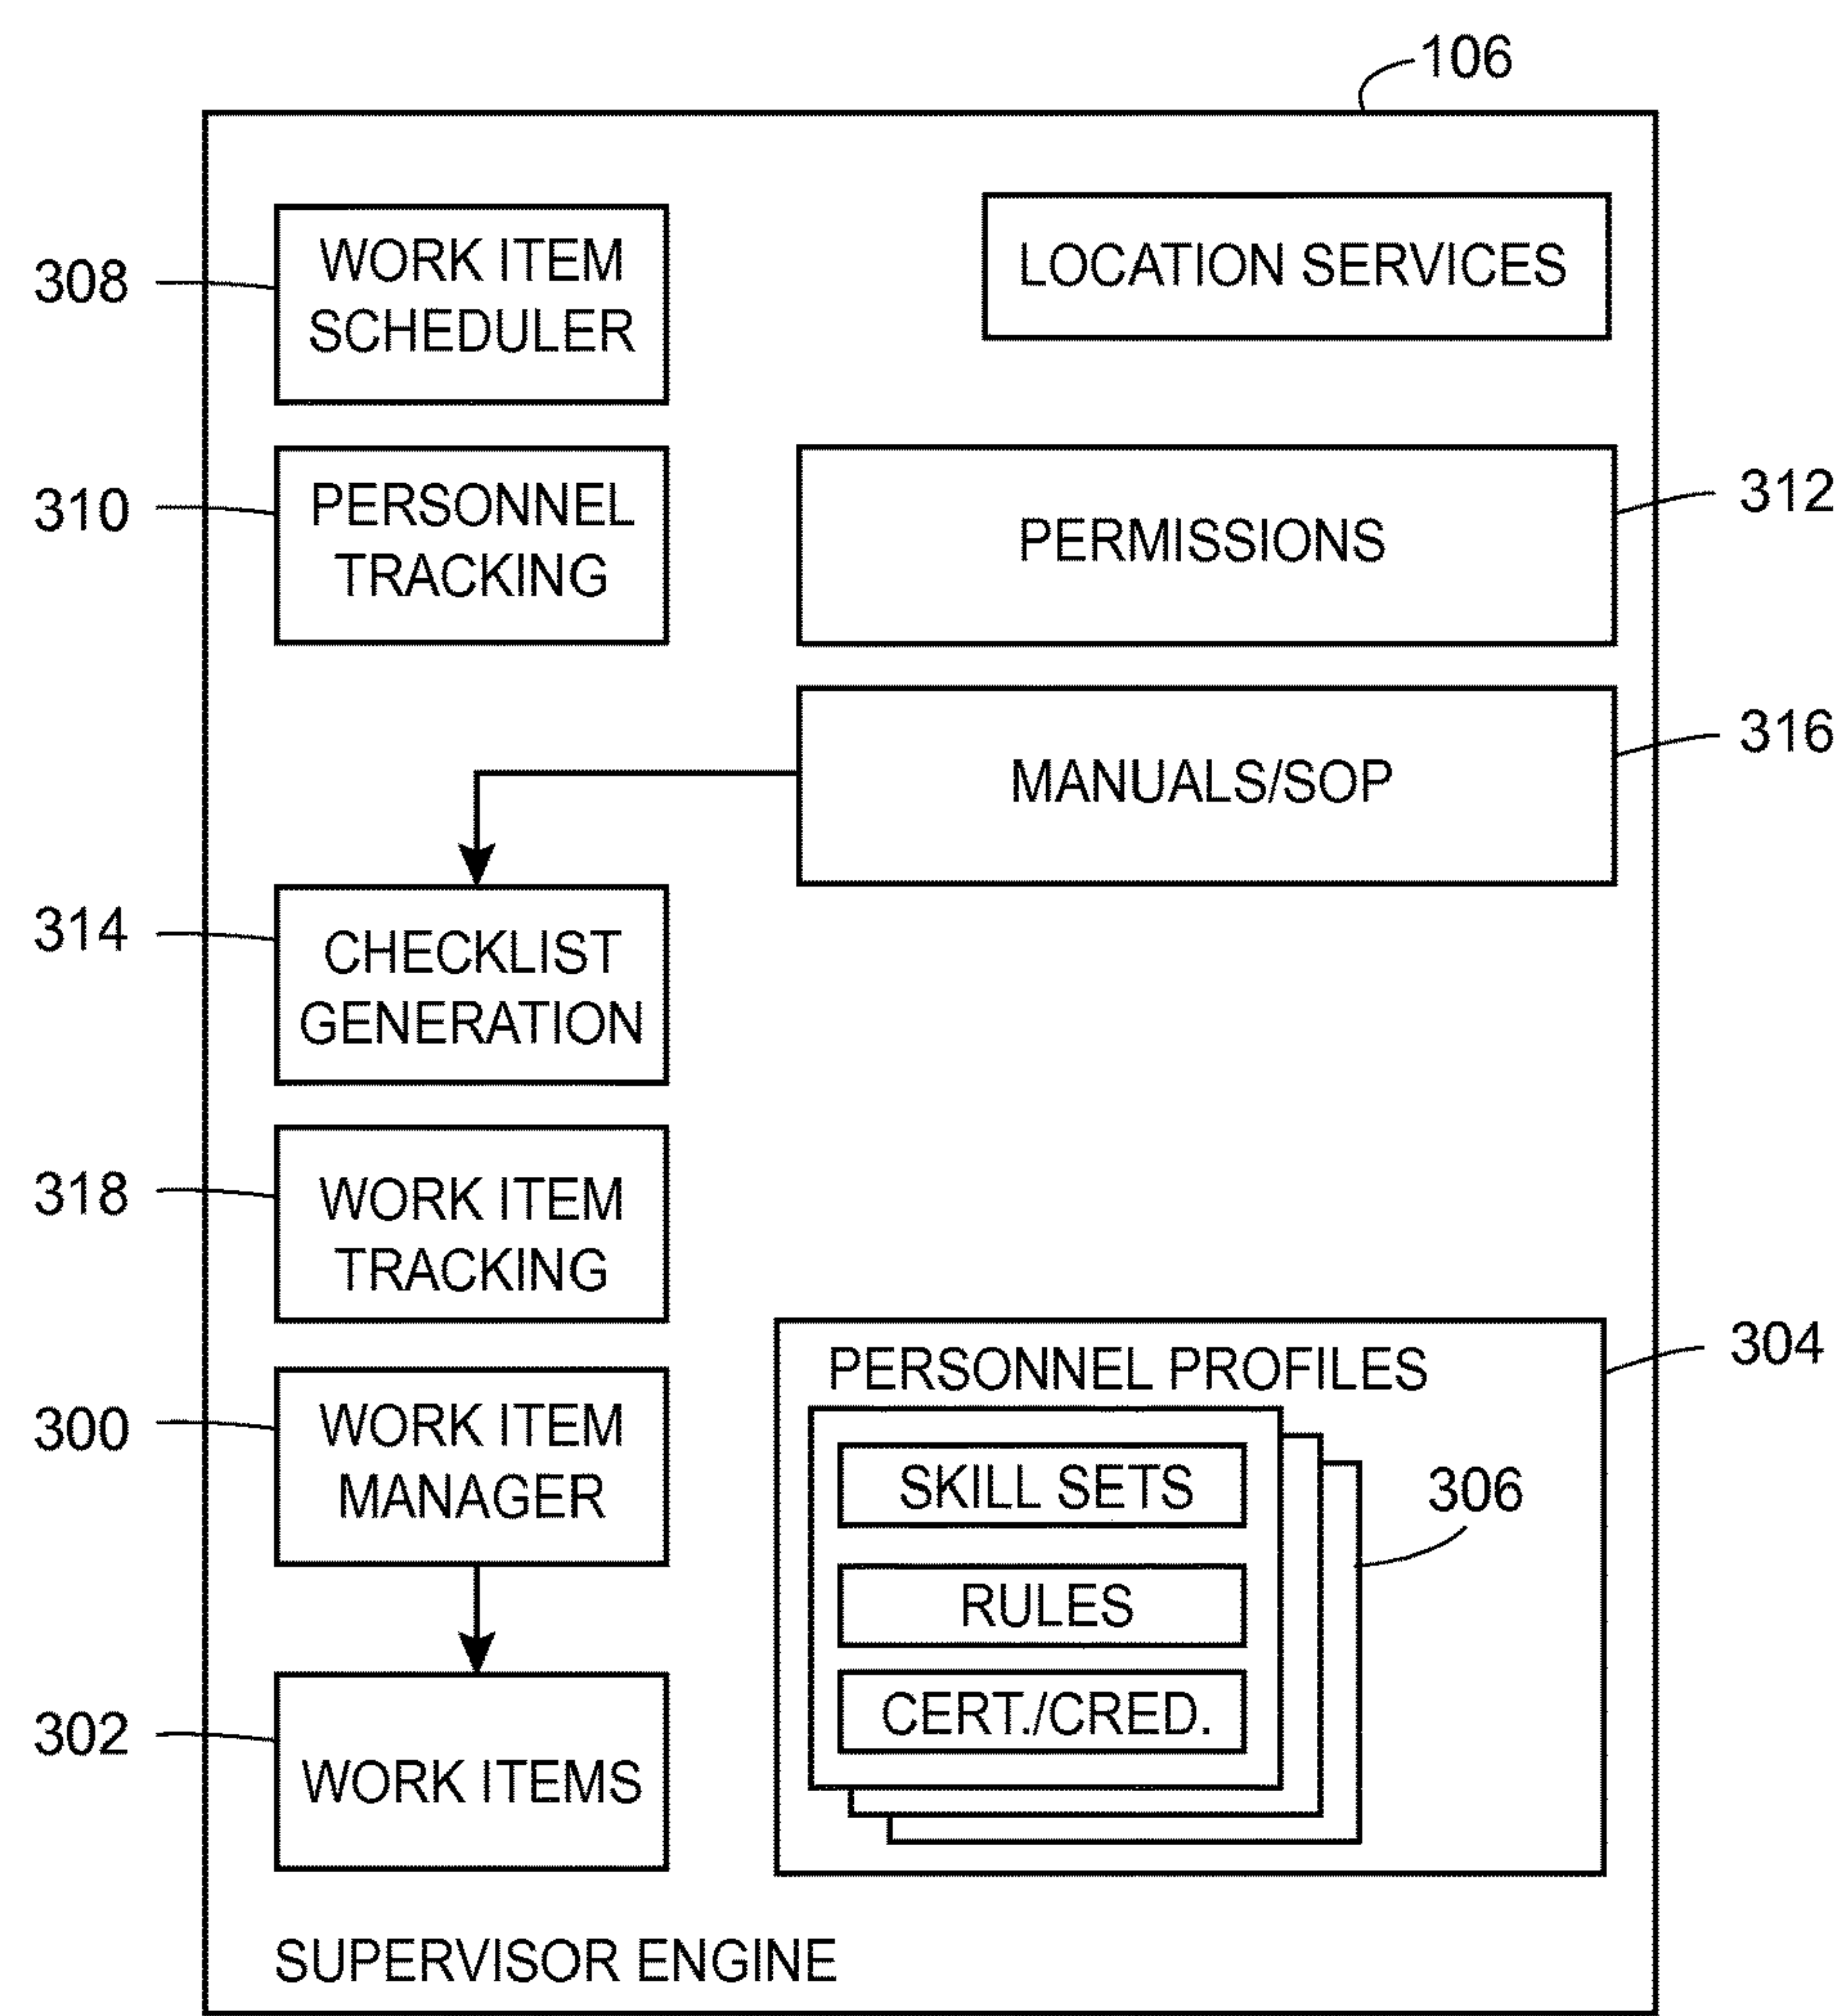 106
308
WORK ITEM
SCHEDULER
LOCATION SERVICES
310
PERSONNEL
TRACKING
PERMISSIONS
312
MANUALS/SOP
316
314
CHECKLIST
GENERATION
318
WORK ITEM
TRACKING
300
WORK ITEM
MANAGER
302
WORK ITEMS
PERSONNEL PROFILES
304
SKILL SETS
306
RULES
CERT./CRED.
SUPERVISOR ENGINE